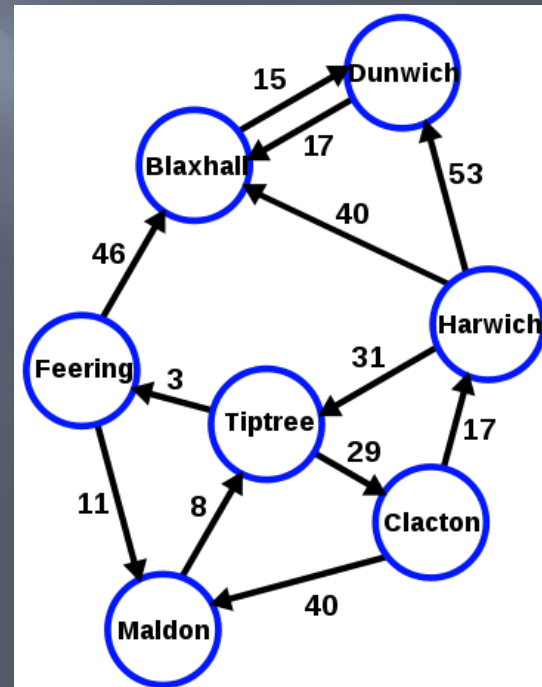 Dunwich
15
17
Blaxhall
53
40
46
Harwich
31
Feering
3
Tiptree
29
17
11
8
Clacton
40
Maldon